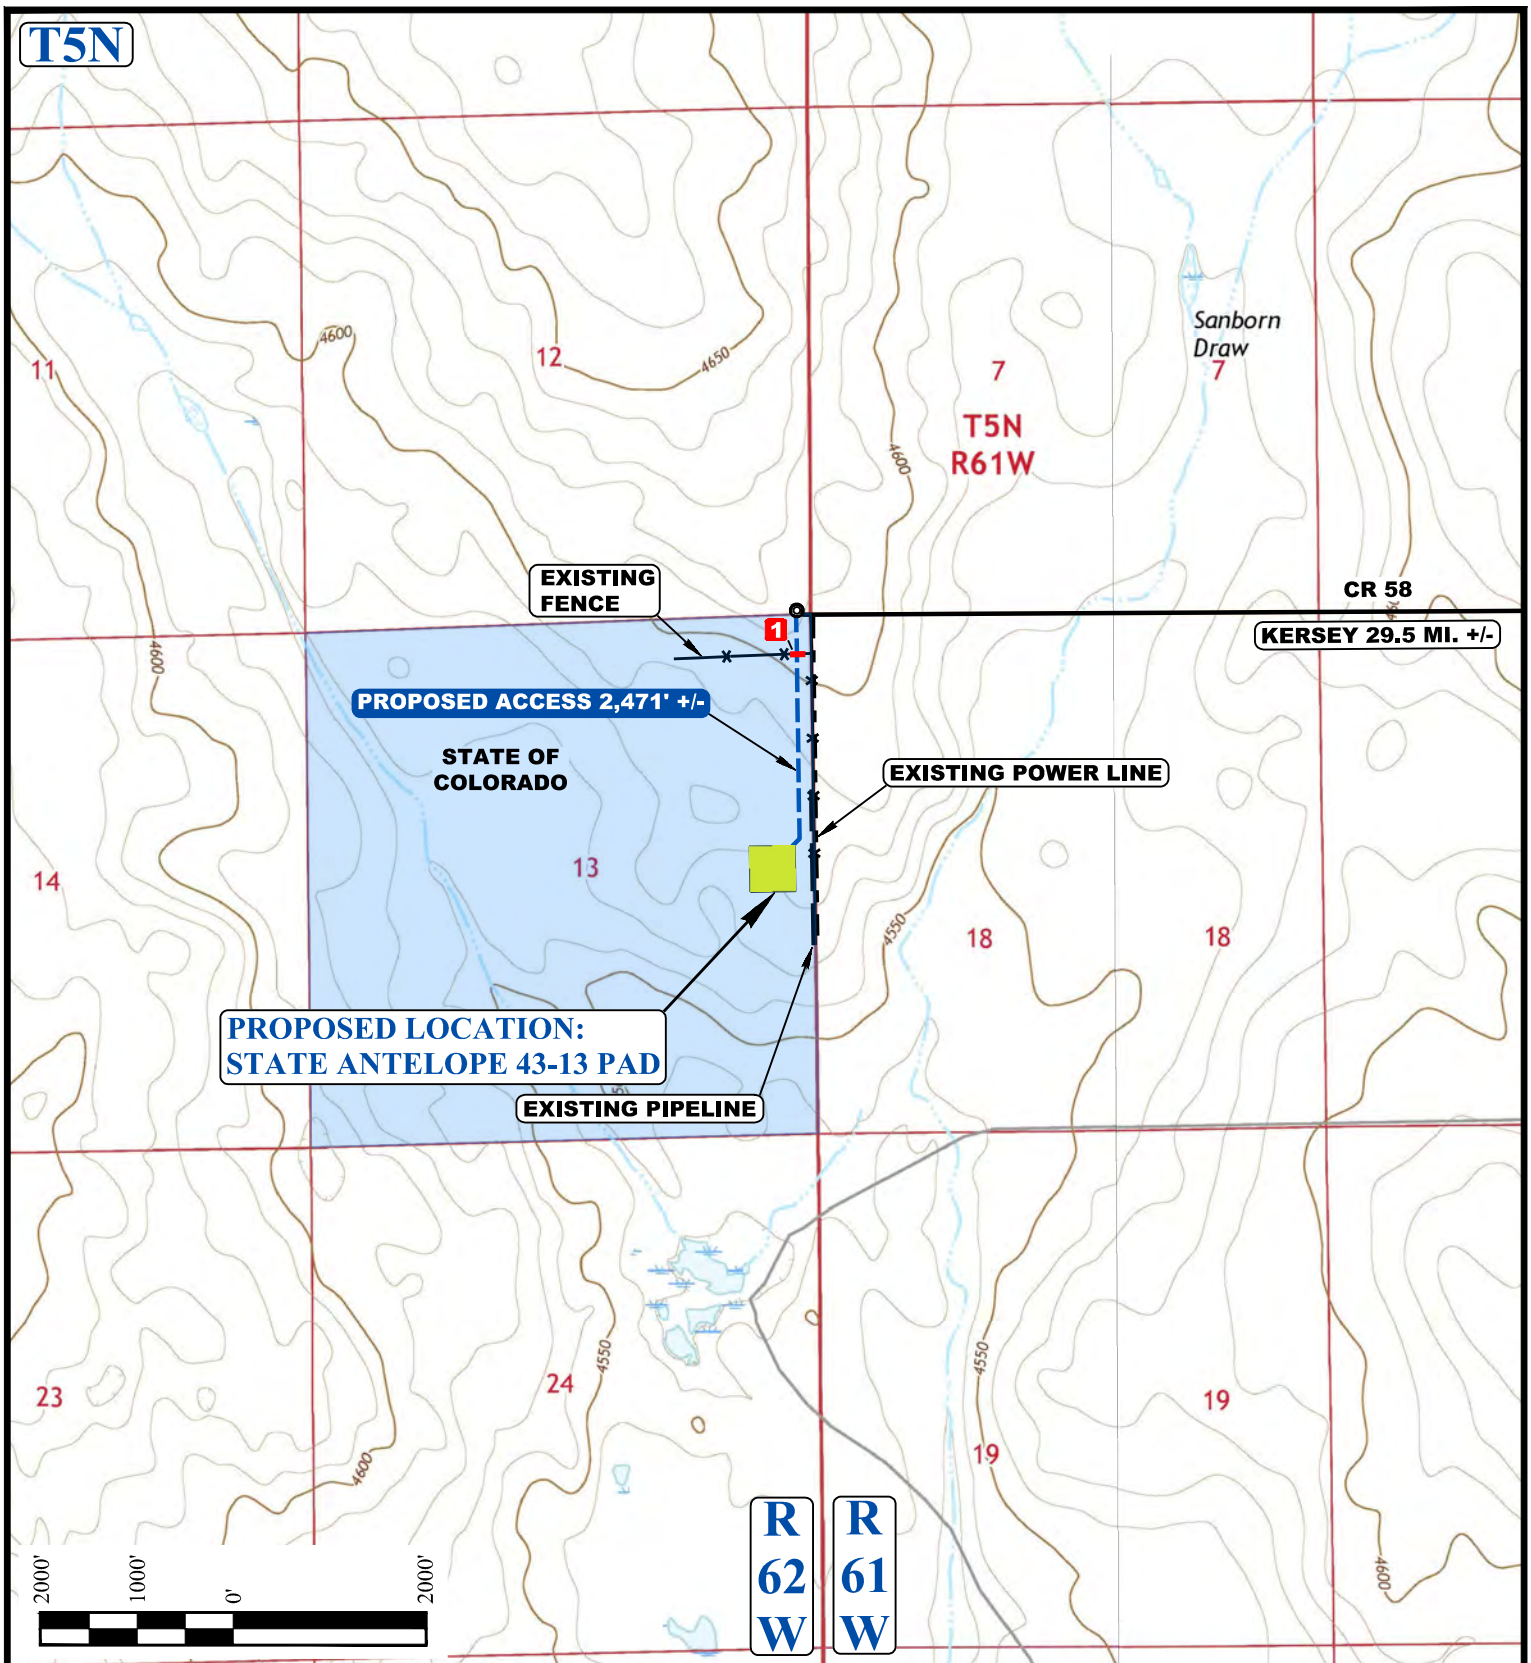 T5N
Sanborn
Draw
4600
12
4650
11
7
7
T5N
R61W
4600
EXISTING
FENCE
CR 58
KERSEY 29.5 MI. +/-
1
4600
PROPOSED ACCESS 2,471' +/-
STATE OF
COLORADO
EXISTING POWER LINE
14
13
4550
18
18
PROPOSED LOCATION:
STATE ANTELOPE 43-13 PAD
EXISTING PIPELINE
4550
4550
23
24
19
19
4600
4600
R
62
W
R
61
W
2000'
1000'
0'
2000'